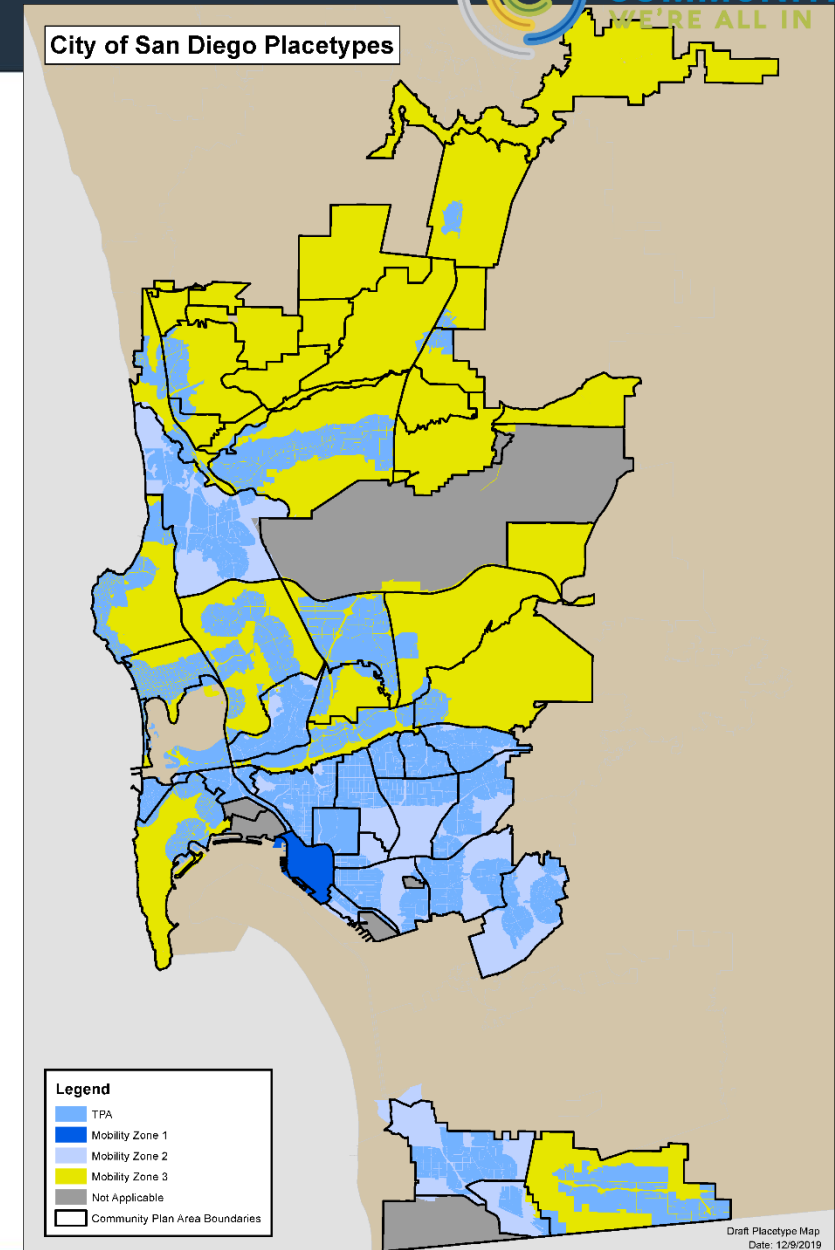 WE'RE ALL IN
City of San Diego Placetypes
Legend
TPA
Mobility Zone 1
Mobility Zone 2
Mobility Zone 3
Not Applicable
Community Plan Area Boundaries
Draft Placetype Map
Date: 12/9/2019